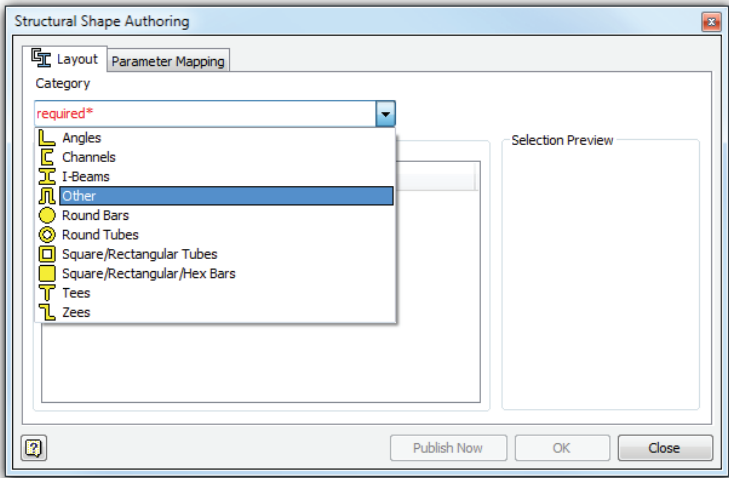 Structural Shape Authoring
Layout
Parameter Mapping
Category
required*
Angles
Channels
I-Beams
Other
Round Bars
Round Tubes
Square/Rectangular Tubes
Square/Rectangular/Hex Bars
Tees
Zees
Selection Preview
?
Publish Now
OK
Close